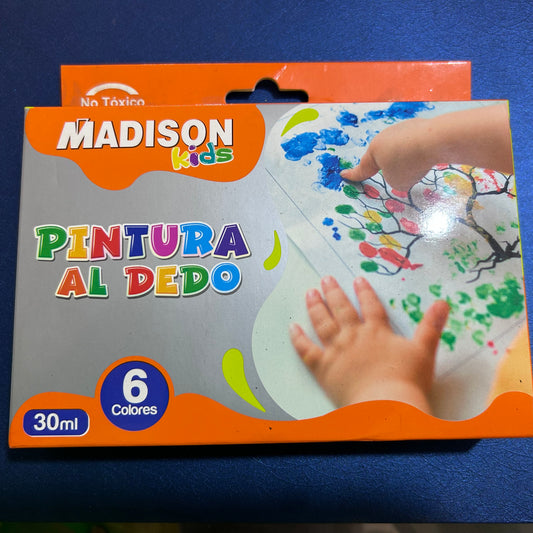 No Tóxico
MADISON
kids
PINTURA
AL DEDO
6
Colores
30ml